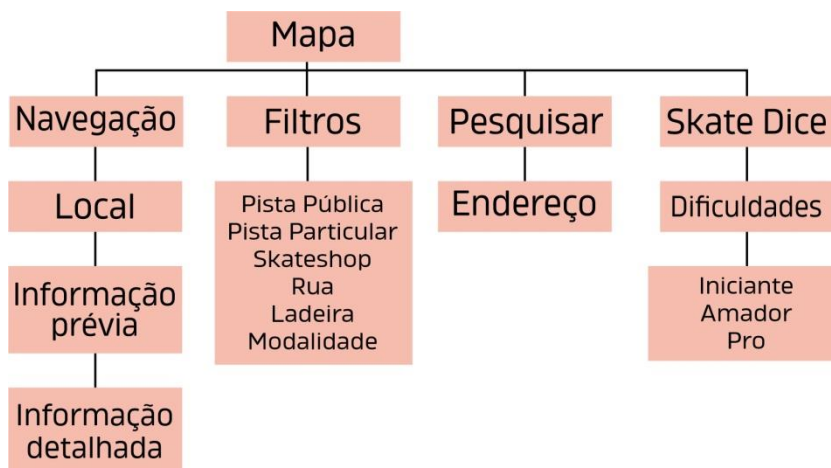 Mapa
Navegação
Filtros
Pesquisar
Skate Dice
Local
Pista Pública
Pista Particular
Skateshop
Rua
Ladeira
Modalidade
Endereço
Dificuldades
Informação
prévia
Iniciante
Amador
Pro
Informação
detalhada